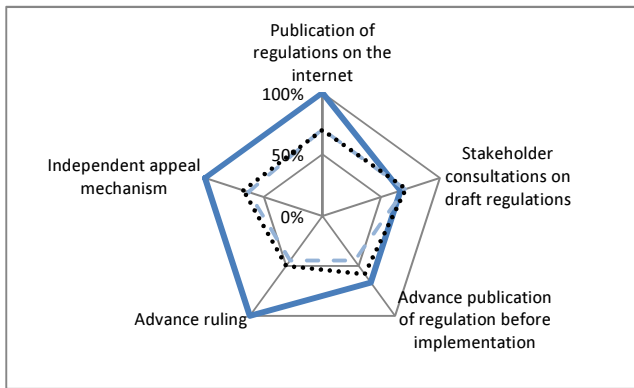 Publication of
regulations on the
internet
100%
50%
0%
Stakeholder
consultations on
draft regulations
Advance publication
of regulation before
implementation
Advance ruling
Independent appeal
mechanism